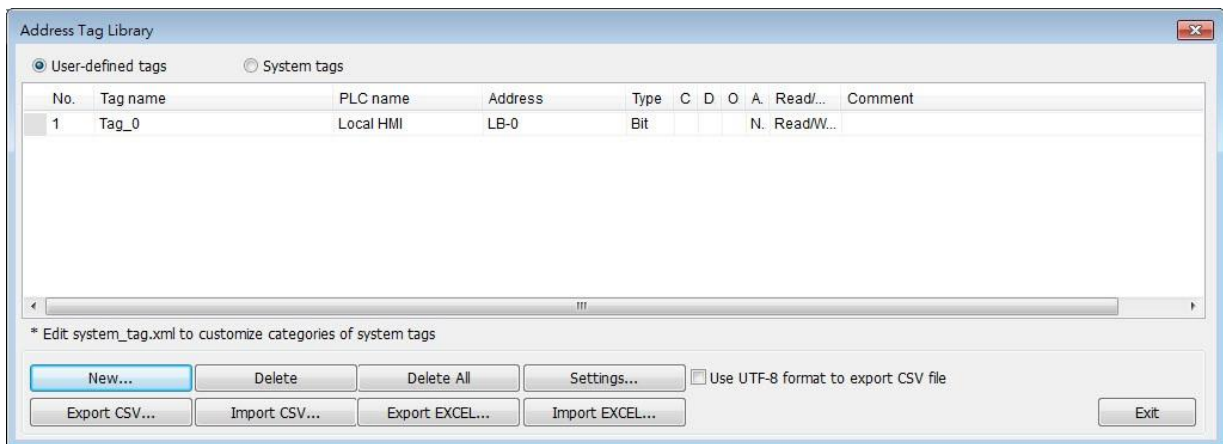 Address Tag Library
User-defined tags System tags
No. Tag name PLC name Address Type C D O A. Read/... Comment
1 Tag_0 Local HMI LB-0 Bit N. Read/W...
* Edit system_tag.xml to customize categories of system tags
New... Delete Delete All Settings... Use UTF-8 format to export CSV file
Export CSV... Import CSV... Export EXCEL... Import EXCEL... Exit